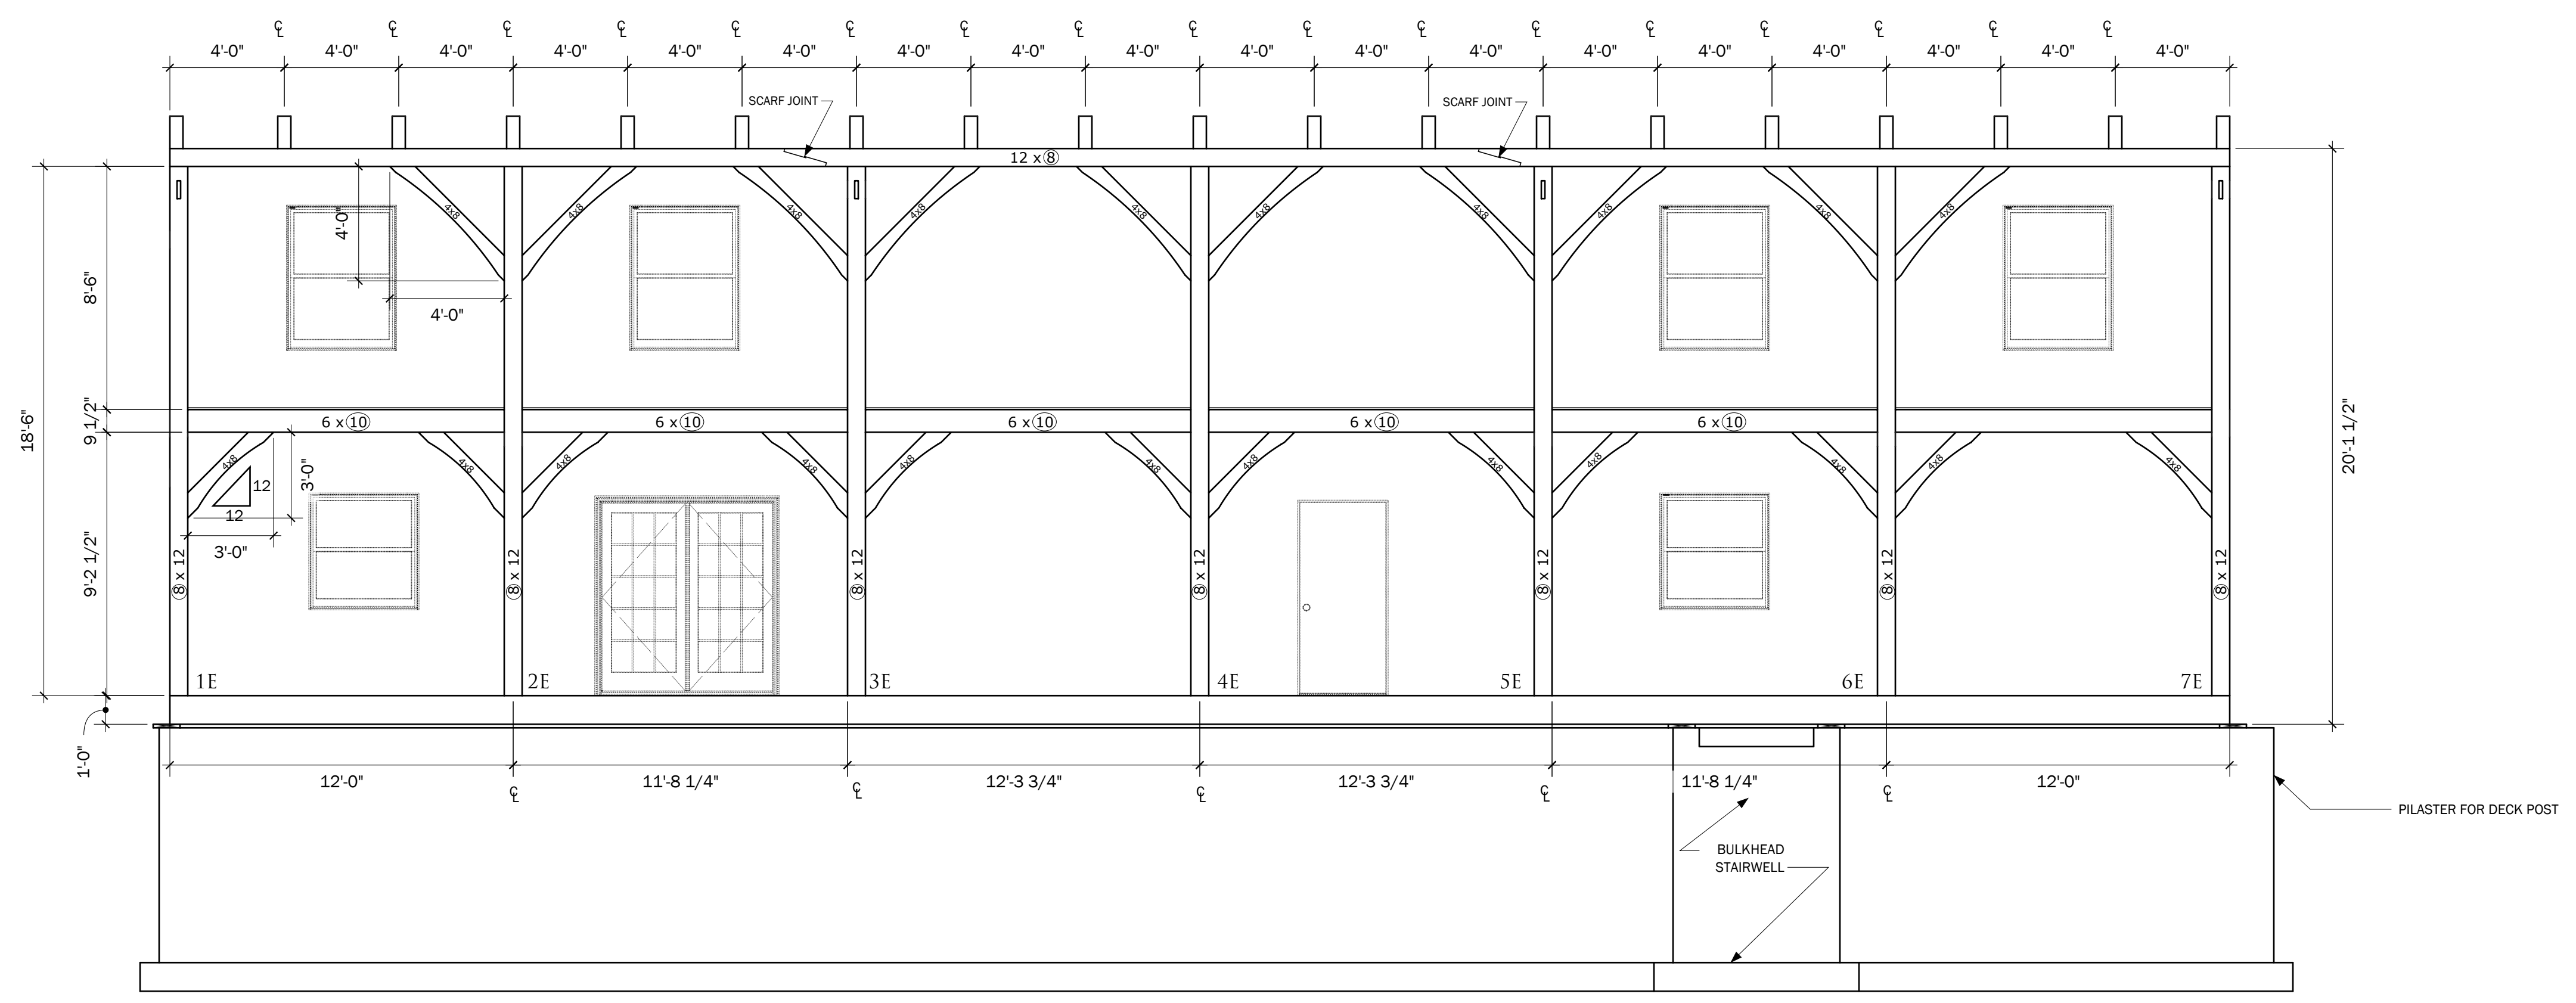 ℄ ℄ ℄ ℄ ℄ ℄ ℄ ℄ ℄ ℄ ℄ ℄ ℄ ℄ ℄ ℄ ℄
4'-0" 4'-0" 4'-0" 4'-0" 4'-0" 4'-0" 4'-0" 4'-0" 4'-0" 4'-0" 4'-0" 4'-0" 4'-0" 4'-0" 4'-0" 4'-0" 4'-0" 4'-0"
SCARF JOINT SCARF JOINT
12 x 8
4x8 4x8 4x8 4x8 4x8 4x8 4x8 4x8 4x8 4x8
4'-0"
4'-0"
8'-6"
18'-6"
9 1/2"
20'-1 1/2"
6 x 10 6 x 10 6 x 10 6 x 10 6 x 10
4x8 4x8 4x8 4x8 4x8 4x8 4x8 4x8 4x8 4x8 4x8 4x8
12
12
3'-0"
3'-0"
9'-2 1/2"
8 x 12 8 x 12 8 x 12 8 x 12 8 x 12 8 x 12 8 x 12
1E 2E 3E 4E 5E 6E 7E
1'-0"
12'-0" 11'-8 1/4" 12'-3 3/4" 12'-3 3/4" 11'-8 1/4" 12'-0"
℄ ℄ ℄ ℄ ℄
PILASTER FOR DECK POST
BULKHEAD
STAIRWELL